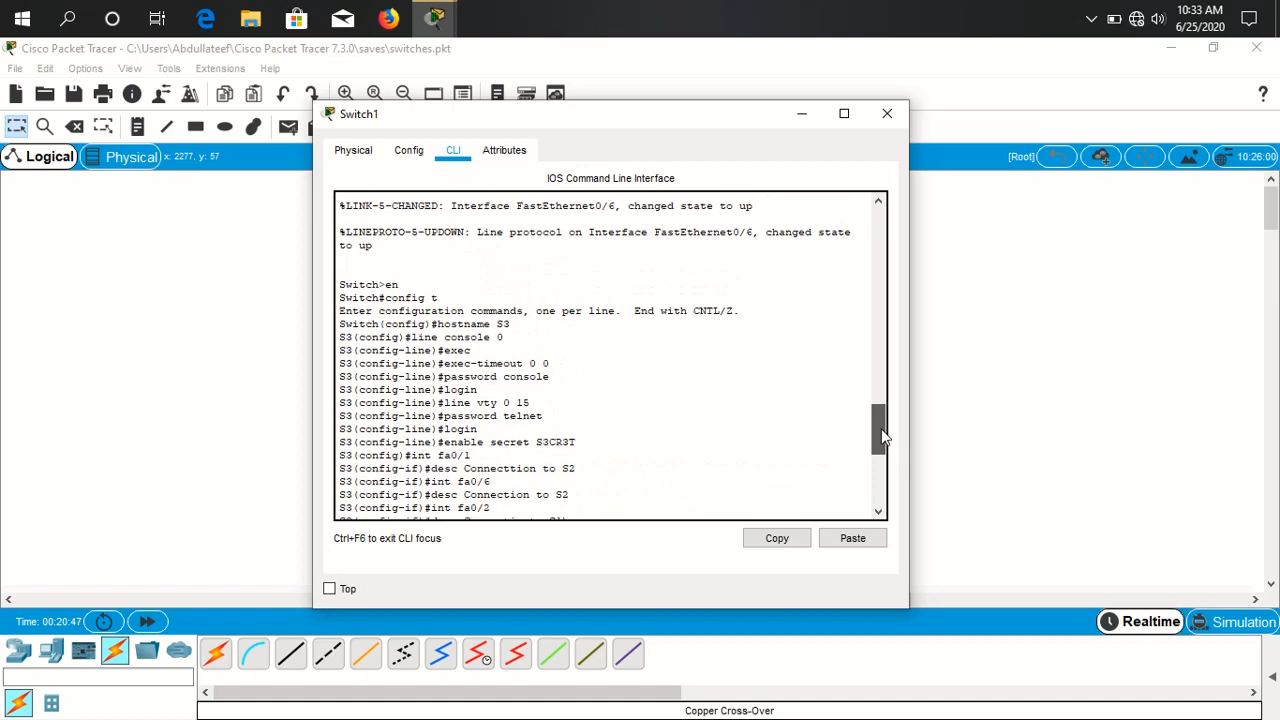 10:33 AM
6/25/2020
Cisco Packet Tracer - C:\Users\Abdullateef\Cisco Packet Tracer 7.3.0\saves\switches.pkt
File Edit Options View Tools Extensions Help
Logical Physical x: 2277, y: 57 [Root] 10:26:00
Switch1
Physical Config CLI Attributes
IOS Command Line Interface
%LINK-5-CHANGED: Interface FastEthernet0/6, changed state to up
%LINEPROTO-5-UPDOWN: Line protocol on Interface FastEthernet0/6, changed state
to up
Switch>en
Switch#config t
Enter configuration commands, one per line.  End with CNTL/Z.
Switch(config)#hostname S3
S3(config)#line console 0
S3(config-line)#exec
S3(config-line)#exec-timeout 0 0
S3(config-line)#password console
S3(config-line)#login
S3(config-line)#line vty 0 15
S3(config-line)#password telnet
S3(config-line)#login
S3(config-line)#enable secret S3CR3T
S3(config)#int fa0/1
S3(config-if)#desc Connecttion to S2
S3(config-if)#int fa0/6
S3(config-if)#desc Connection to S2
S3(config-if)#int fa0/2
Ctrl+F6 to exit CLI focus
Copy Paste
Top
Time: 00:20:47 Realtime Simulation
Copper Cross-Over